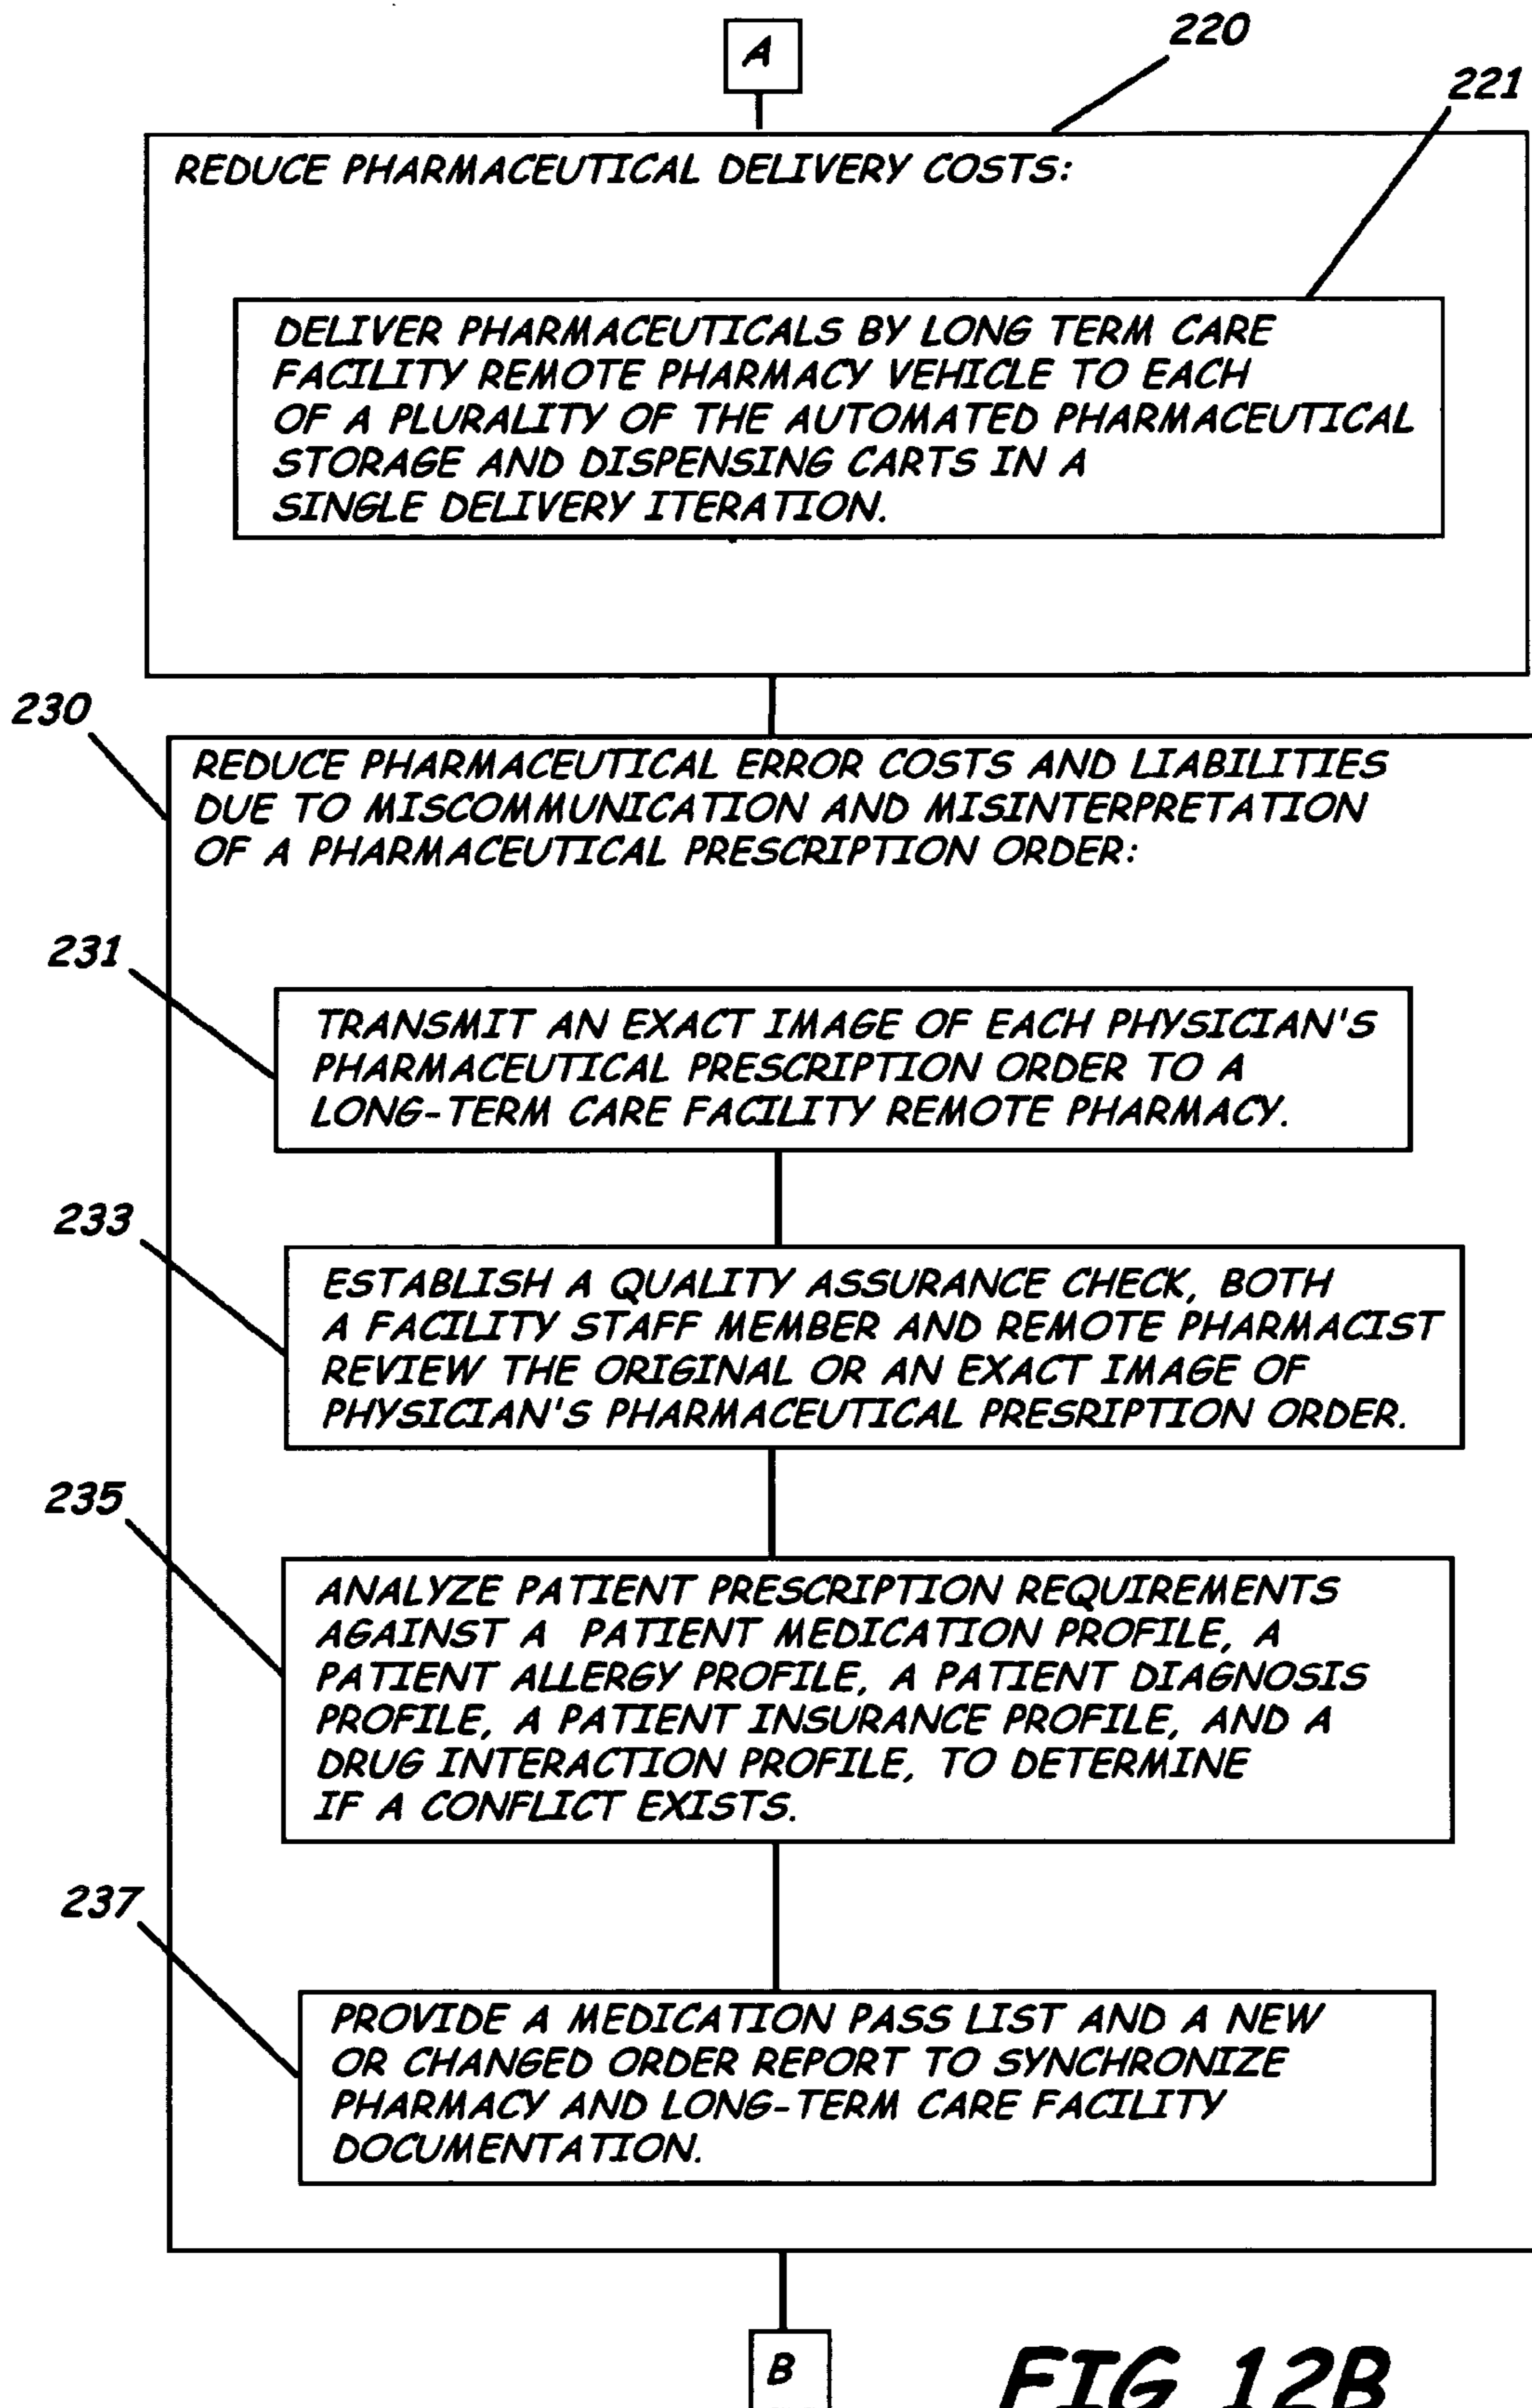 A
220
221
REDUCE PHARMACEUTICAL DELIVERY COSTS:
DELIVER PHARMACEUTICALS BY LONG TERM CARE
FACILITY REMOTE PHARMACY VEHICLE TO EACH
OF A PLURALITY OF THE AUTOMATED PHARMACEUTICAL
STORAGE AND DISPENSING CARTS IN A
SINGLE DELIVERY ITERATION.
230
REDUCE PHARMACEUTICAL ERROR COSTS AND LIABILITIES
DUE TO MISCOMMUNICATION AND MISINTERPRETATION
OF A PHARMACEUTICAL PRESCRIPTION ORDER:
231
TRANSMIT AN EXACT IMAGE OF EACH PHYSICIAN'S
PHARMACEUTICAL PRESCRIPTION ORDER TO A
LONG-TERM CARE FACILITY REMOTE PHARMACY.
233
ESTABLISH A QUALITY ASSURANCE CHECK, BOTH
A FACILITY STAFF MEMBER AND REMOTE PHARMACIST
REVIEW THE ORIGINAL OR AN EXACT IMAGE OF
PHYSICIAN'S PHARMACEUTICAL PRESRIPTION ORDER.
235
ANALYZE PATIENT PRESCRIPTION REQUIREMENTS
AGAINST A PATIENT MEDICATION PROFILE, A
PATIENT ALLERGY PROFILE, A PATIENT DIAGNOSIS
PROFILE, A PATIENT INSURANCE PROFILE, AND A
DRUG INTERACTION PROFILE, TO DETERMINE
IF A CONFLICT EXISTS.
237
PROVIDE A MEDICATION PASS LIST AND A NEW
OR CHANGED ORDER REPORT TO SYNCHRONIZE
PHARMACY AND LONG-TERM CARE FACILITY
DOCUMENTATION.
B
FIG 12B